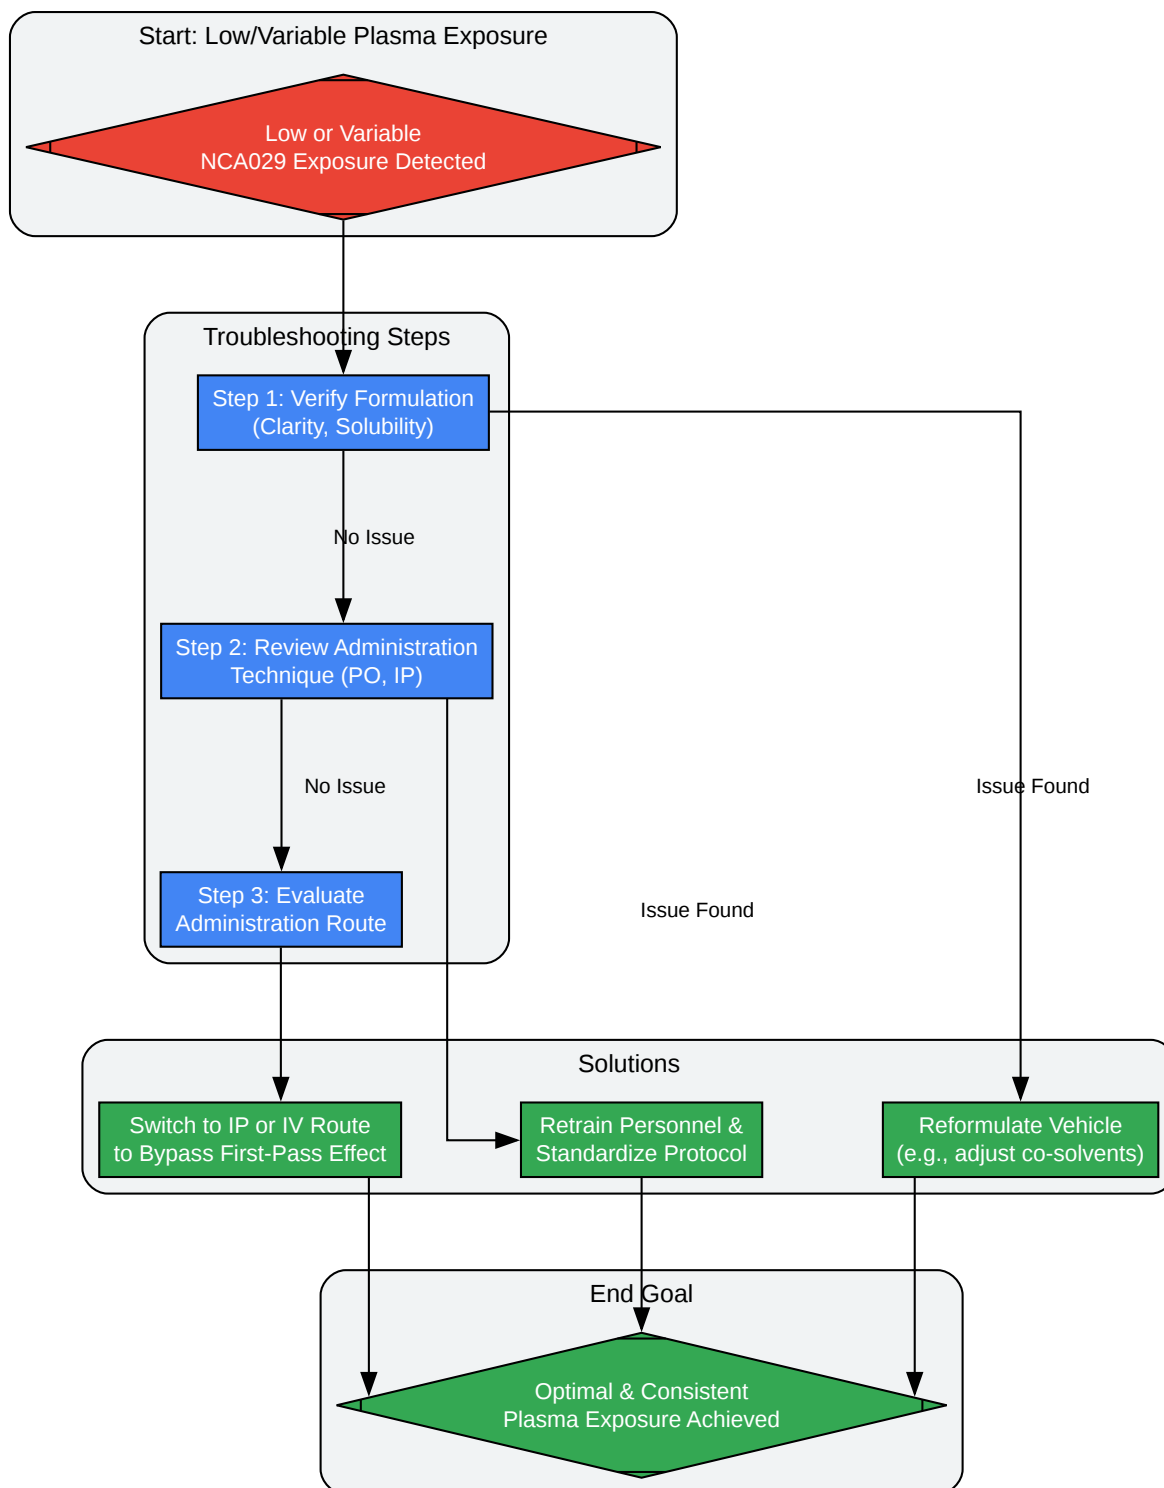 Start: Low/Variable Plasma Exposure
Low or Variable
NCA029 Exposure Detected
Troubleshooting Steps
Step 1: Verify Formulation
(Clarity, Solubility)
No Issue
Step 2: Review Administration
Technique (PO, IP)
No Issue
Issue Found
Step 3: Evaluate
Administration Route
Issue Found
Solutions
Switch to IP or IV Route
to Bypass First-Pass Effect
Retrain Personnel &
Standardize Protocol
Reformulate Vehicle
(e.g., adjust co-solvents)
End Goal
Optimal & Consistent
Plasma Exposure Achieved